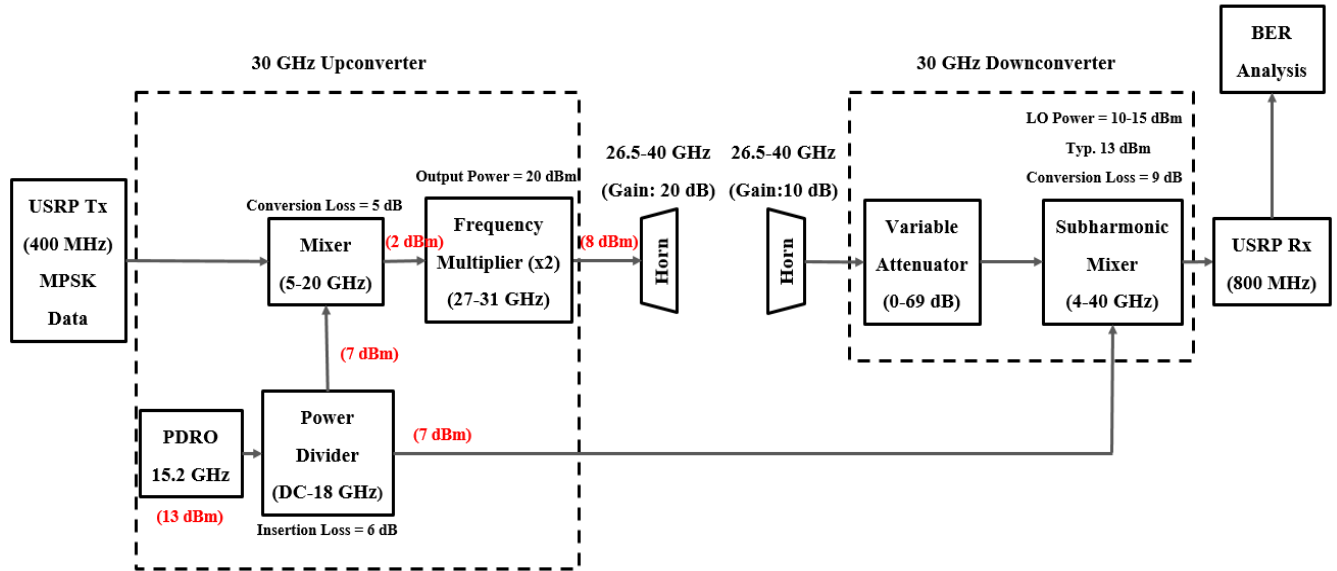 30 GHz Upconverter
30 GHz Downconverter
BER
Analysis
USRP Tx
(400 MHz)
MPSK
Data
Conversion Loss = 5 dB
Mixer
(5-20 GHz)
(2 dBm)
Output Power = 20 dBm
Frequency
Multiplier (x2)
(27-31 GHz)
(8 dBm)
26.5-40 GHz
(Gain: 20 dB)
Horn
26.5-40 GHz
(Gain:10 dB)
Horn
Variable
Attenuator
(0-69 dB)
LO Power = 10-15 dBm
Typ. 13 dBm
Conversion Loss = 9 dB
Subharmonic
Mixer
(4-40 GHz)
USRP Rx
(800 MHz)
(7 dBm)
PDRO
15.2 GHz
(13 dBm)
Power
Divider
(DC-18 GHz)
Insertion Loss = 6 dB
(7 dBm)